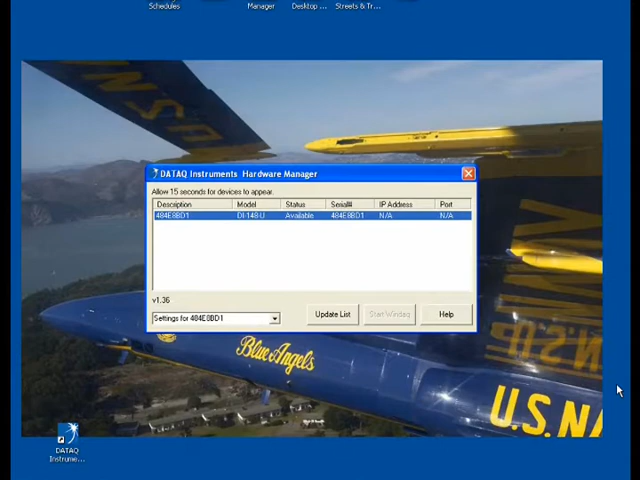 Schedules
Manager
Desktop ...
Streets & Tr...
U.S.N
DATAQ Instruments Hardware Manager
Allow 15 seconds for devices to appear.
Description Model Status Serial# IP Address Port
484E8BD1 DI-148-U Available 484E8BD1 N/A N/A
v1.36
Settings for 484E8BD1
Update List
Start Windaq
Help
Blue Angels
U.S.NA
DATAQ
Instrume...